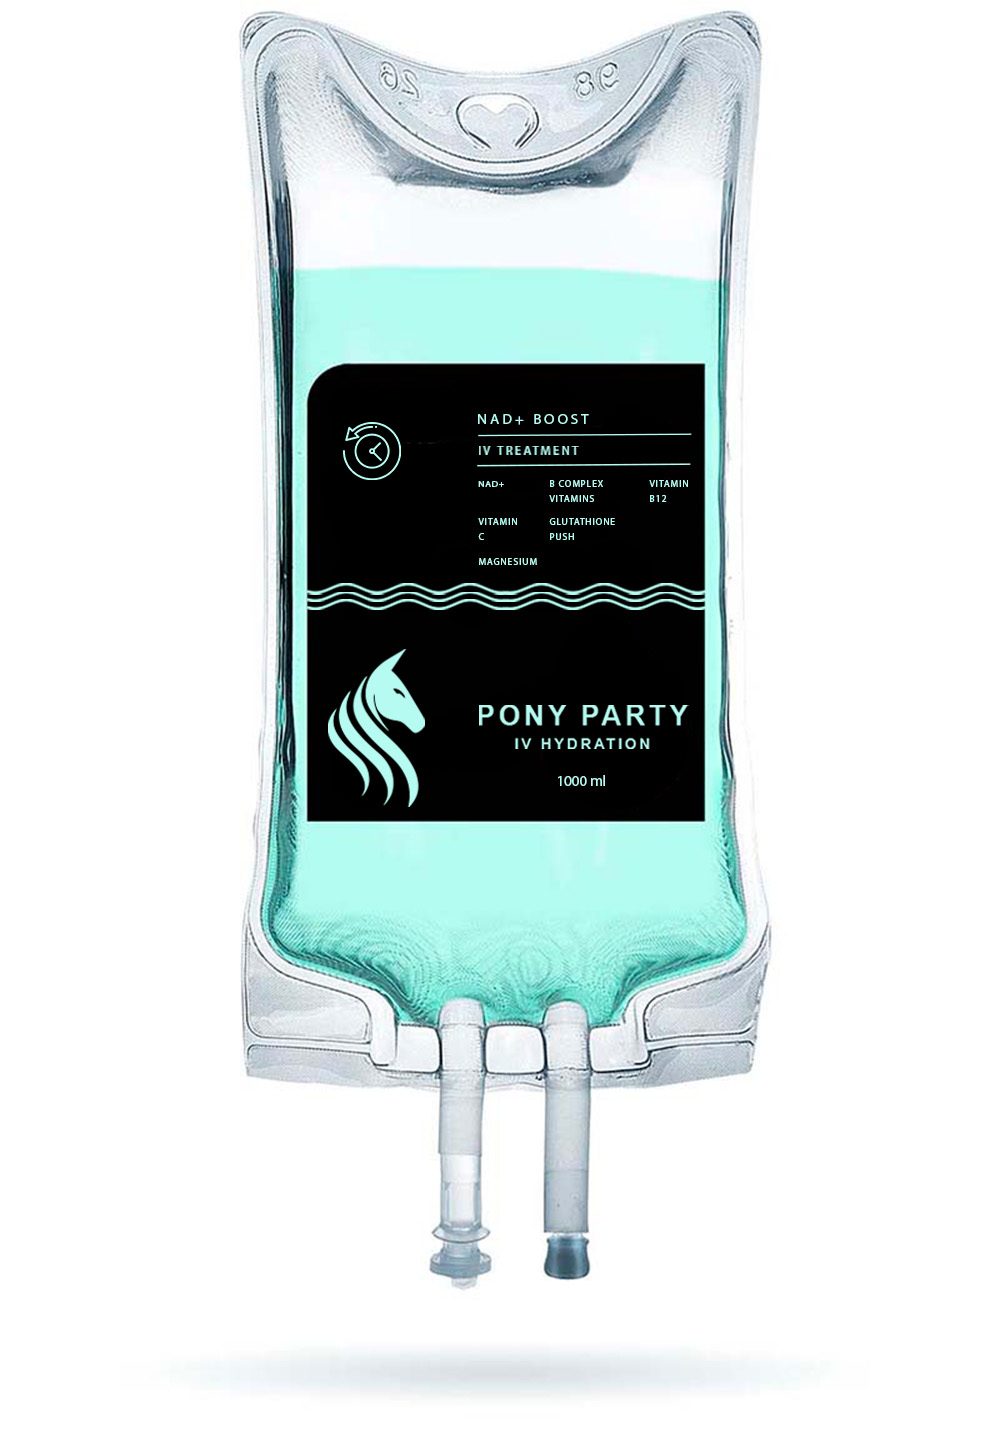 26
98
NAD+ BOOST
IV TREATMENT
NAD+
B COMPLEX
VITAMINS
VITAMIN
B12
VITAMIN
C
GLUTATHIONE
PUSH
MAGNESIUM
PONY PARTY
IV HYDRATION
1000 ml